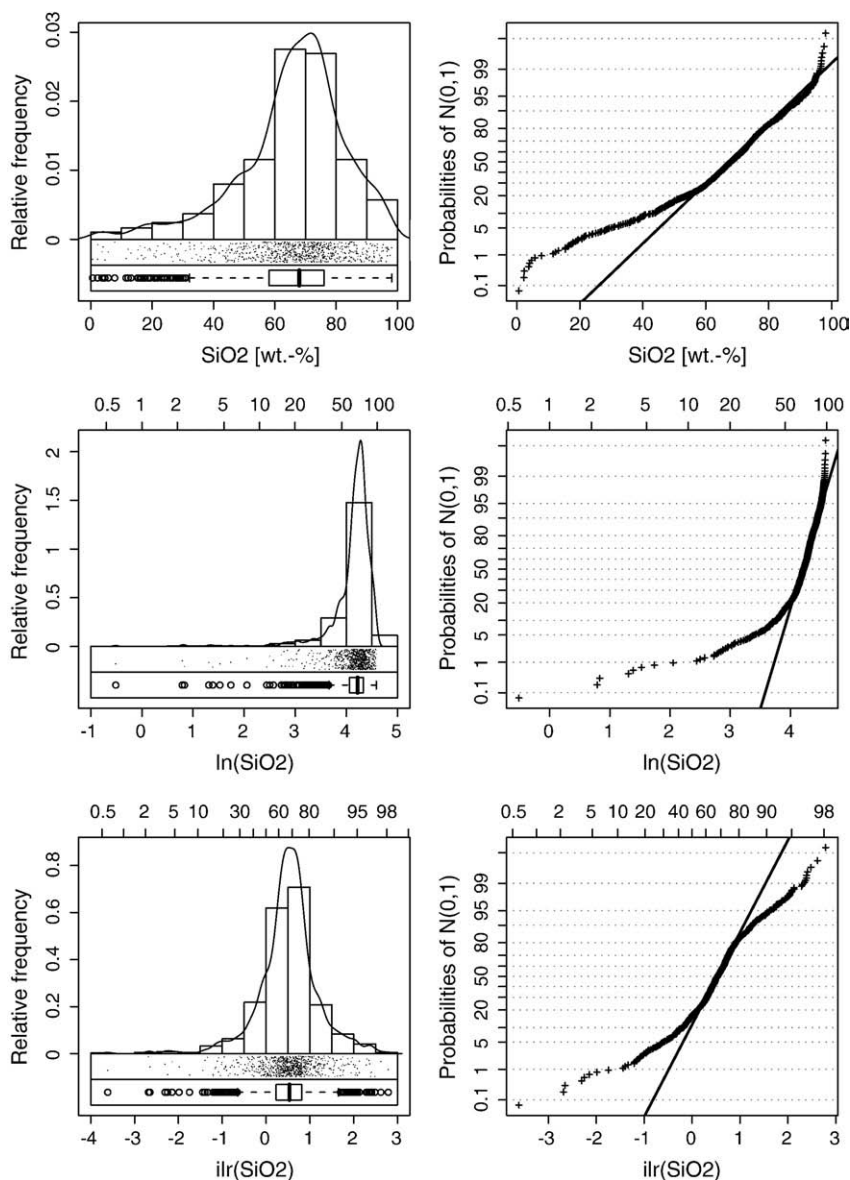 Relative frequency
0 0.01 0.02 0.03
0 20 40 60 80 100
SiO2 [wt.-%]
Probabilities of N(0,1)
0.1 1 5 20 50 80 95 99
0 20 40 60 80 100
SiO2 [wt.-%]
0.5 1 2 5 10 20 50 100
Relative frequency
0 0.5 1 1.5 2
-1 0 1 2 3 4 5
ln(SiO2)
0.5 1 2 5 10 20 50 100
Probabilities of N(0,1)
0.1 1 5 20 50 80 95 99
0 1 2 3 4
ln(SiO2)
0.5 2 5 10 30 60 80 95 98
Relative frequency
0 0.2 0.4 0.6 0.8
-4 -3 -2 -1 0 1 2 3
ilr(SiO2)
0.5 2 5 10 20 40 60 80 90 98
Probabilities of N(0,1)
0.1 1 5 20 50 80 95 99
-3 -2 -1 0 1 2 3
ilr(SiO2)